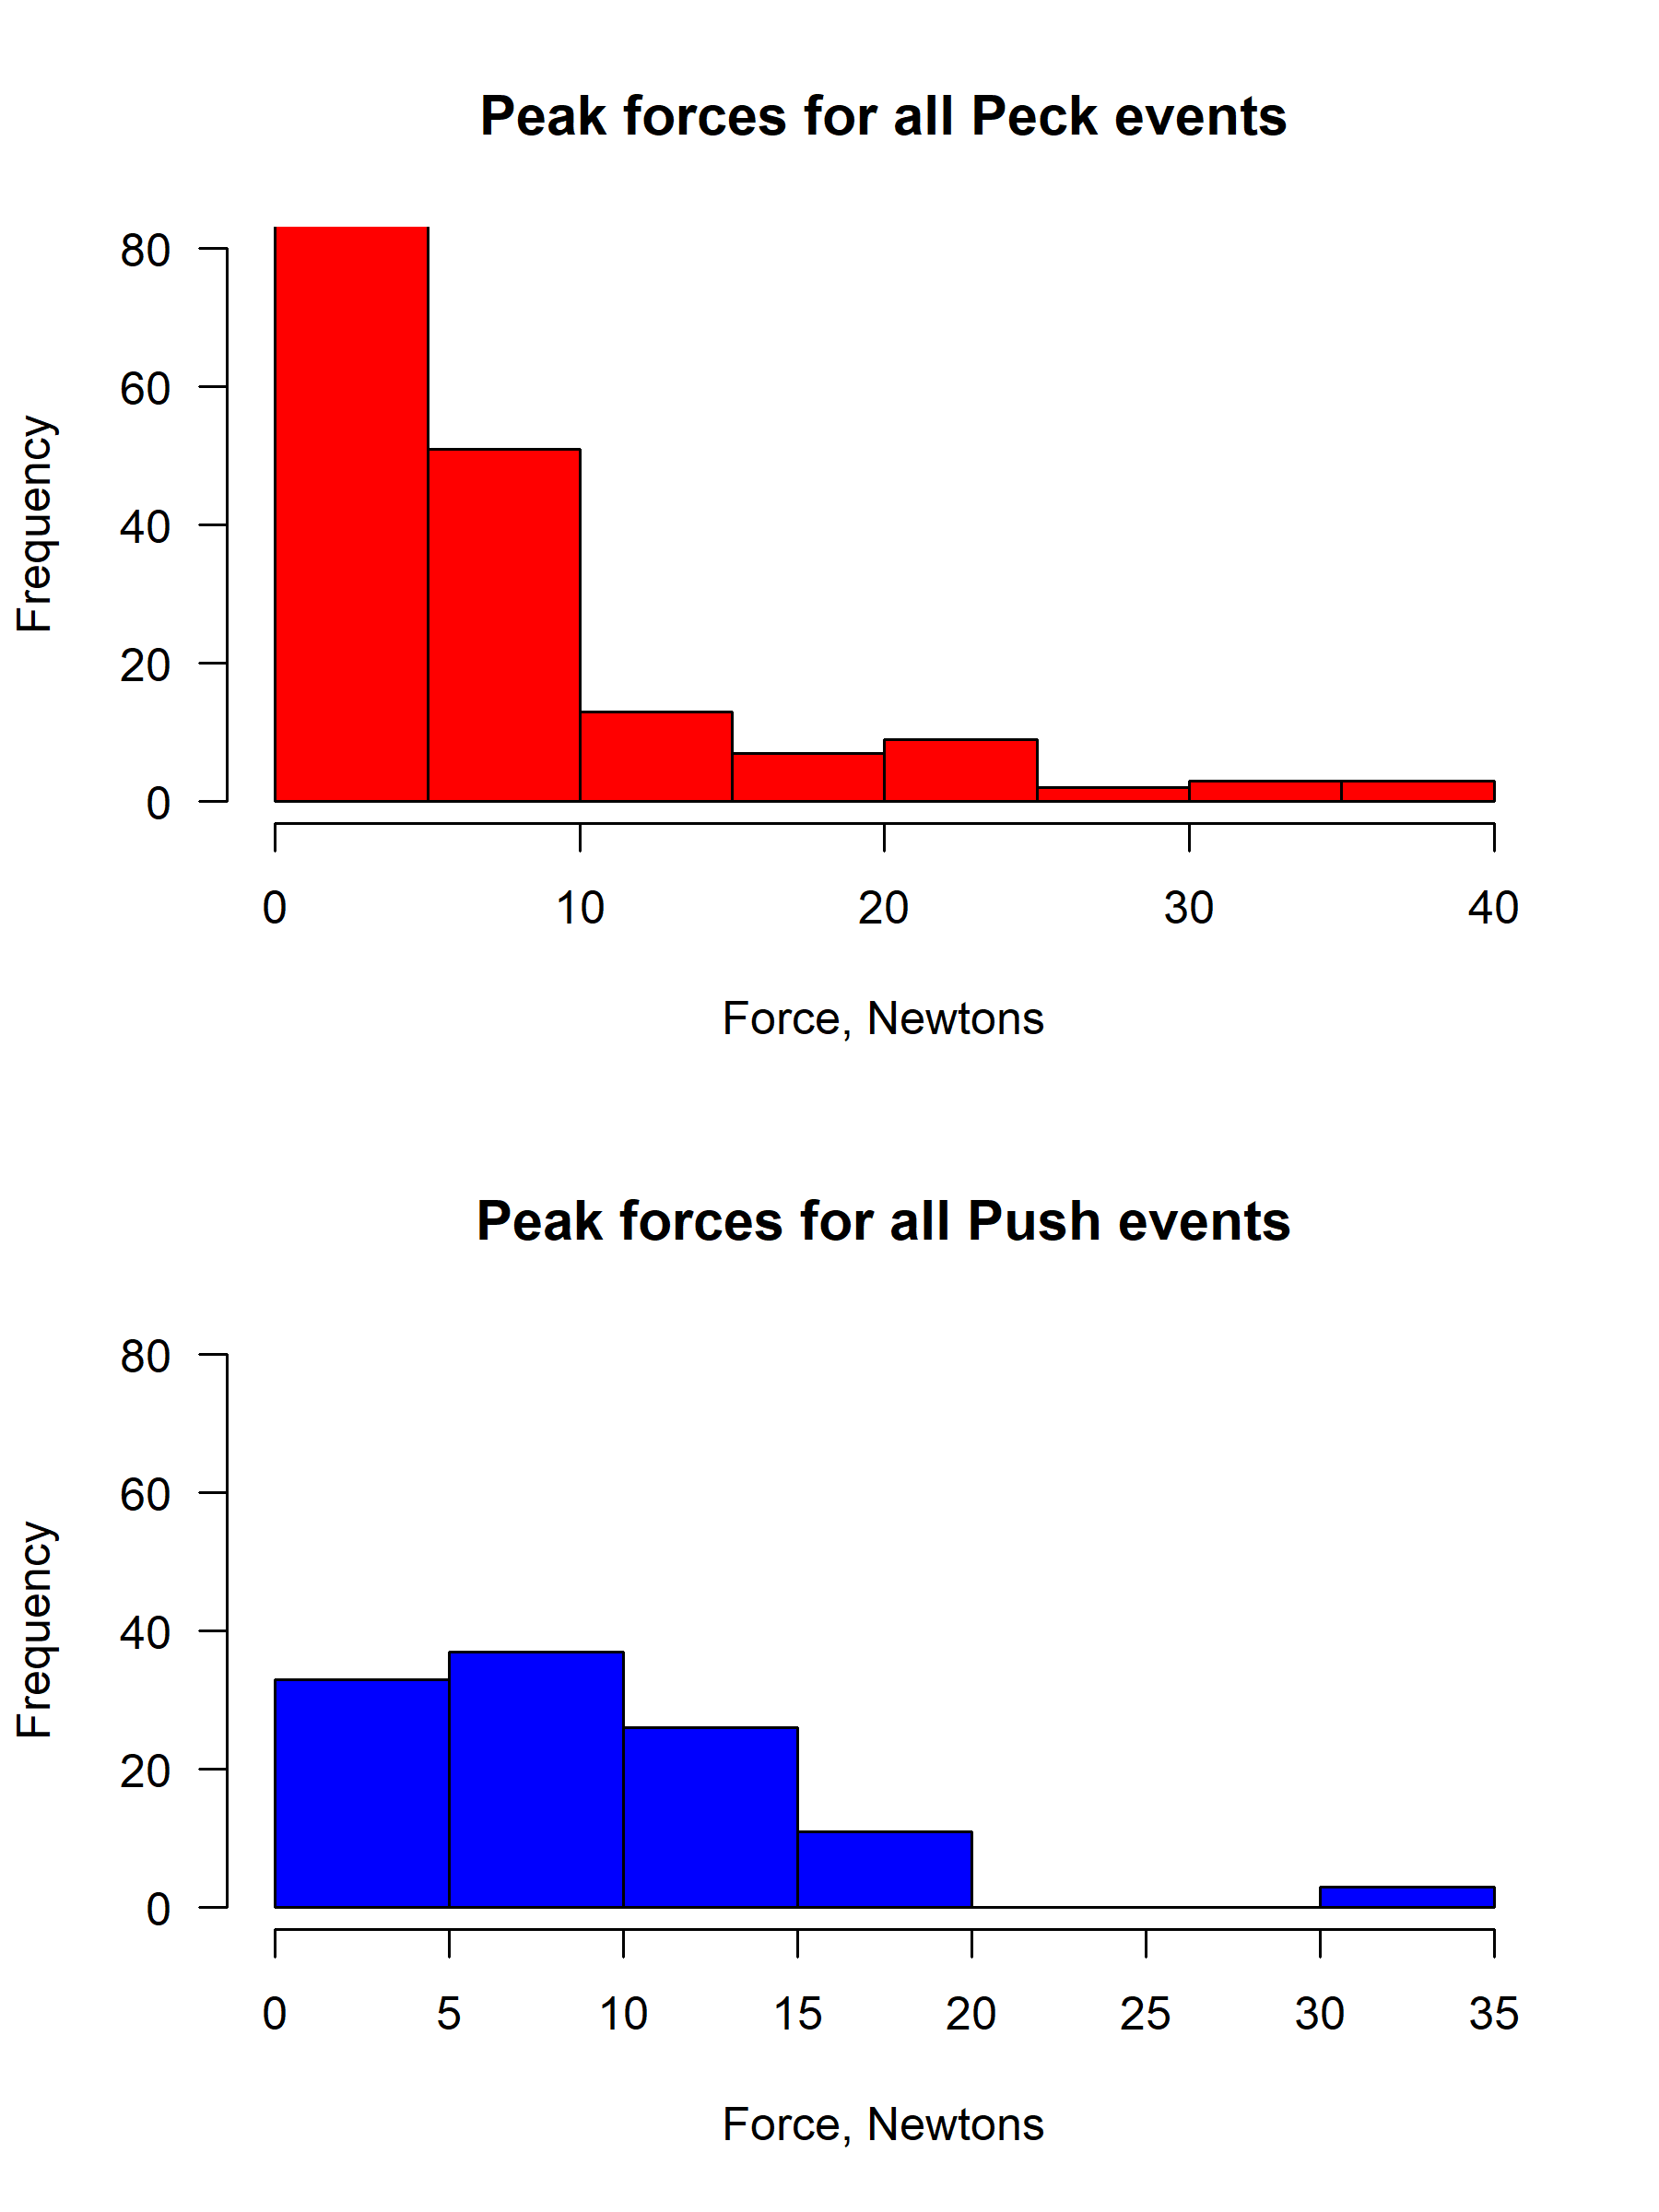 Peak forces for all Peck events
80
60
40
20
0
Frequency
0 10 20 30 40
Force, Newtons
Peak forces for all Push events
80
60
40
20
0
Frequency
0 5 10 15 20 25 30 35
Force, Newtons